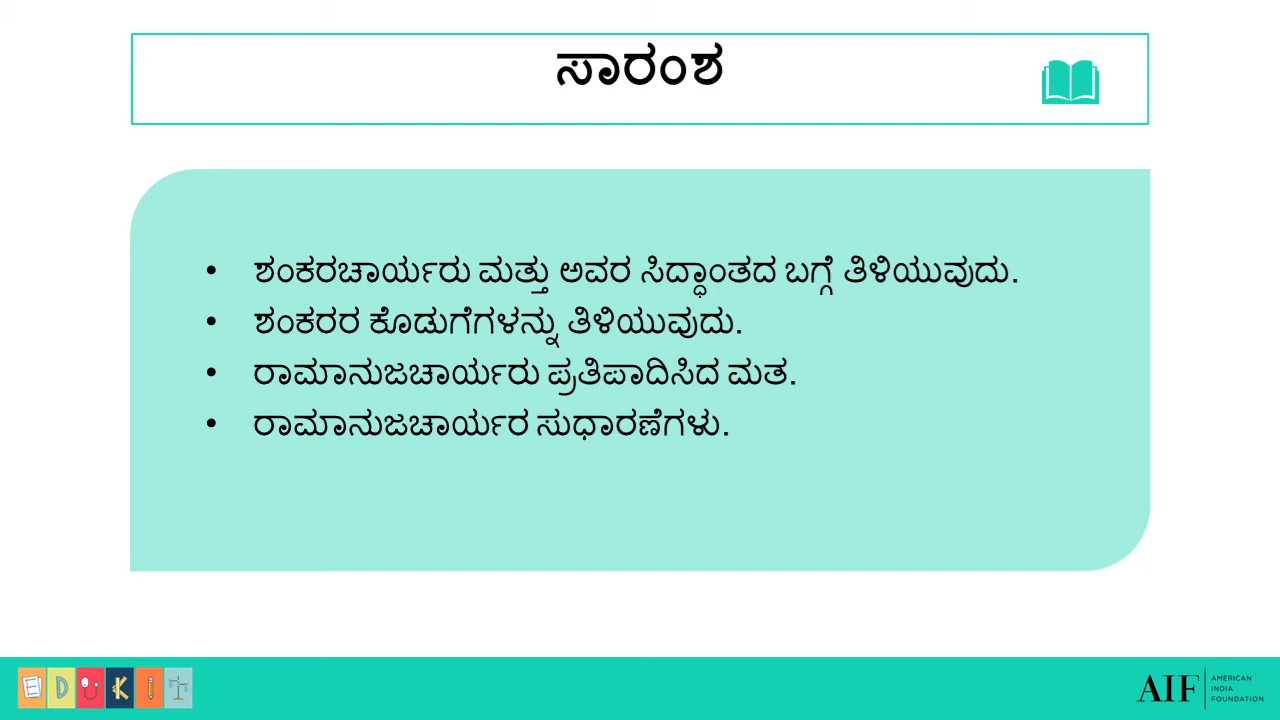 ಸಾರಂಶ
• ಶಂಕರಚಾರ್ಯರು ಮತ್ತು ಅವರ ಸಿದ್ಧಾಂತದ ಬಗ್ಗೆ ತಿಳಿಯುವುದು.
• ಶಂಕರರ ಕೊಡುಗೆಗಳನ್ನು ತಿಳಿಯುವುದು.
• ರಾಮಾನುಜಚಾರ್ಯರು ಪ್ರತಿಪಾದಿಸಿದ ಮತ.
• ರಾಮಾನುಜಚಾರ್ಯರ ಸುಧಾರಣೆಗಳು.
EDUKIT
AIF
AMERICAN
INDIA
FOUNDATION